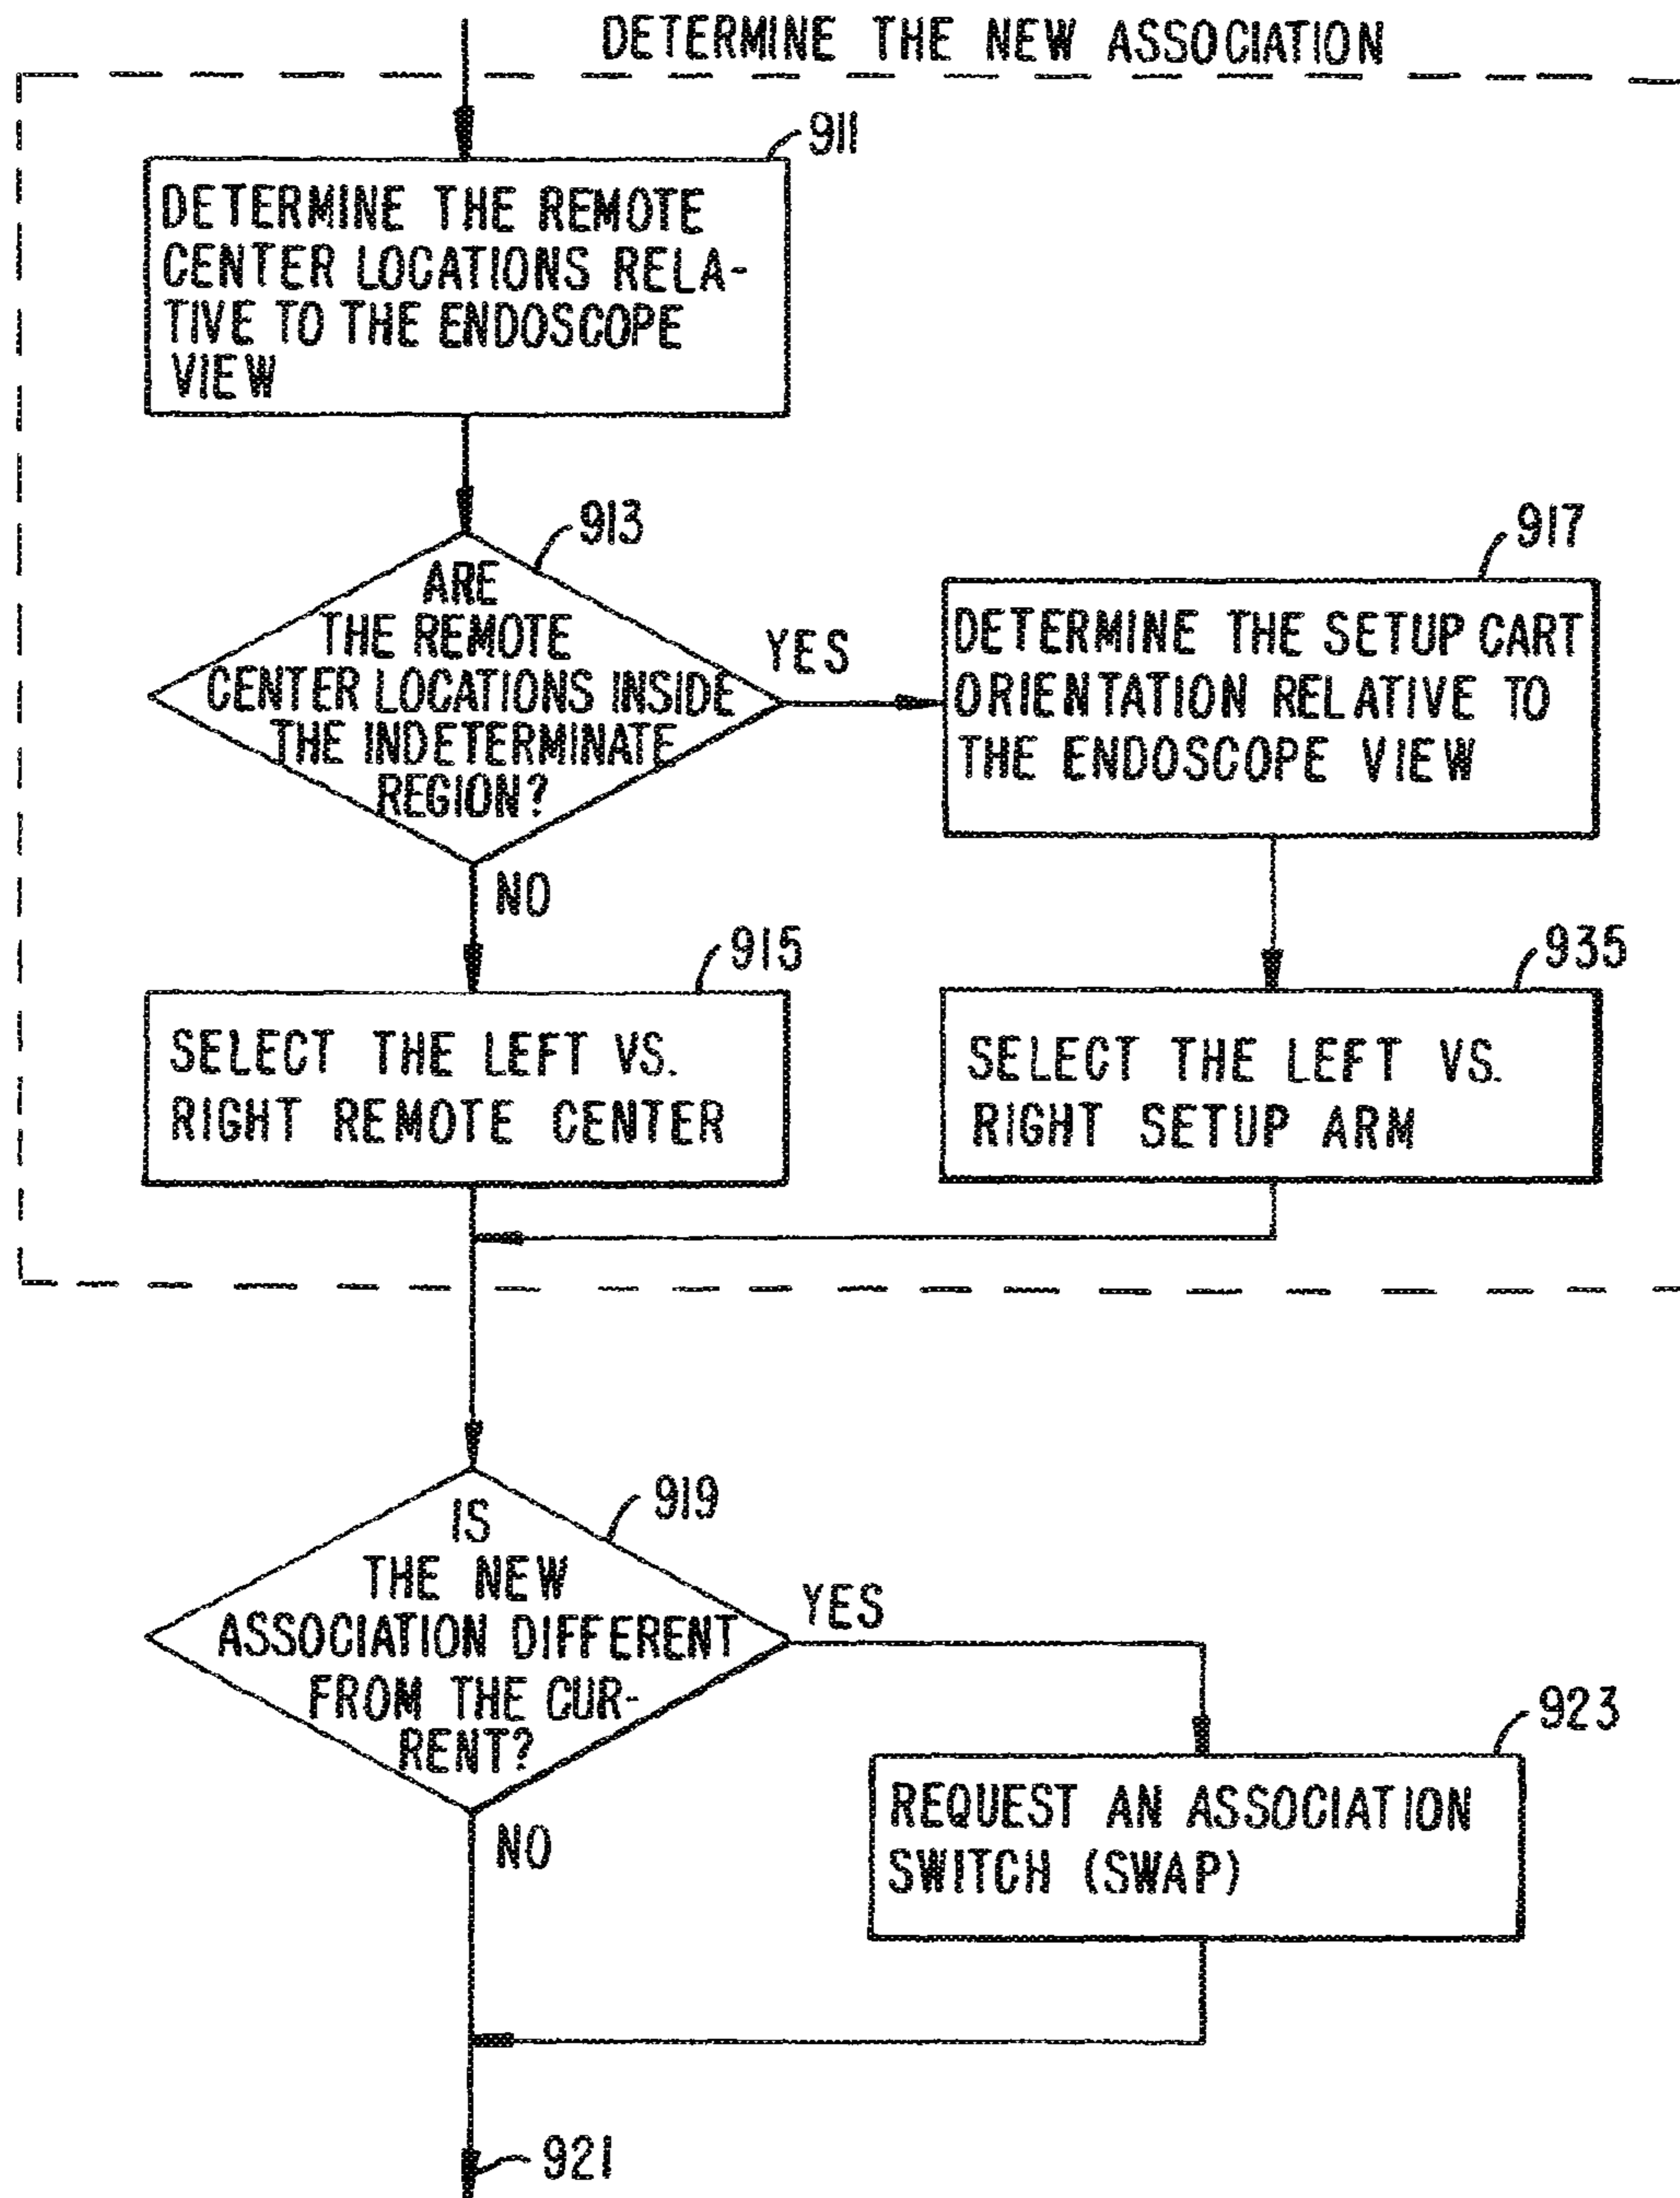 DETERMINE THE NEW ASSOCIATION
911
DETERMINE THE REMOTE
CENTER LOCATIONS RELA-
TIVE TO THE ENDOSCOPE
VIEW
913
ARE
THE REMOTE
CENTER LOCATIONS INSIDE
THE INDETERMINATE
REGION?
YES
917
DETERMINE THE SETUP CART
ORIENTATION RELATIVE TO
THE ENDOSCOPE VIEW
NO
915
SELECT THE LEFT VS.
RIGHT REMOTE CENTER
935
SELECT THE LEFT VS.
RIGHT SETUP ARM
919
IS
THE NEW
ASSOCIATION DIFFERENT
FROM THE CUR-
RENT?
YES
923
REQUEST AN ASSOCIATION
SWITCH (SWAP)
NO
921